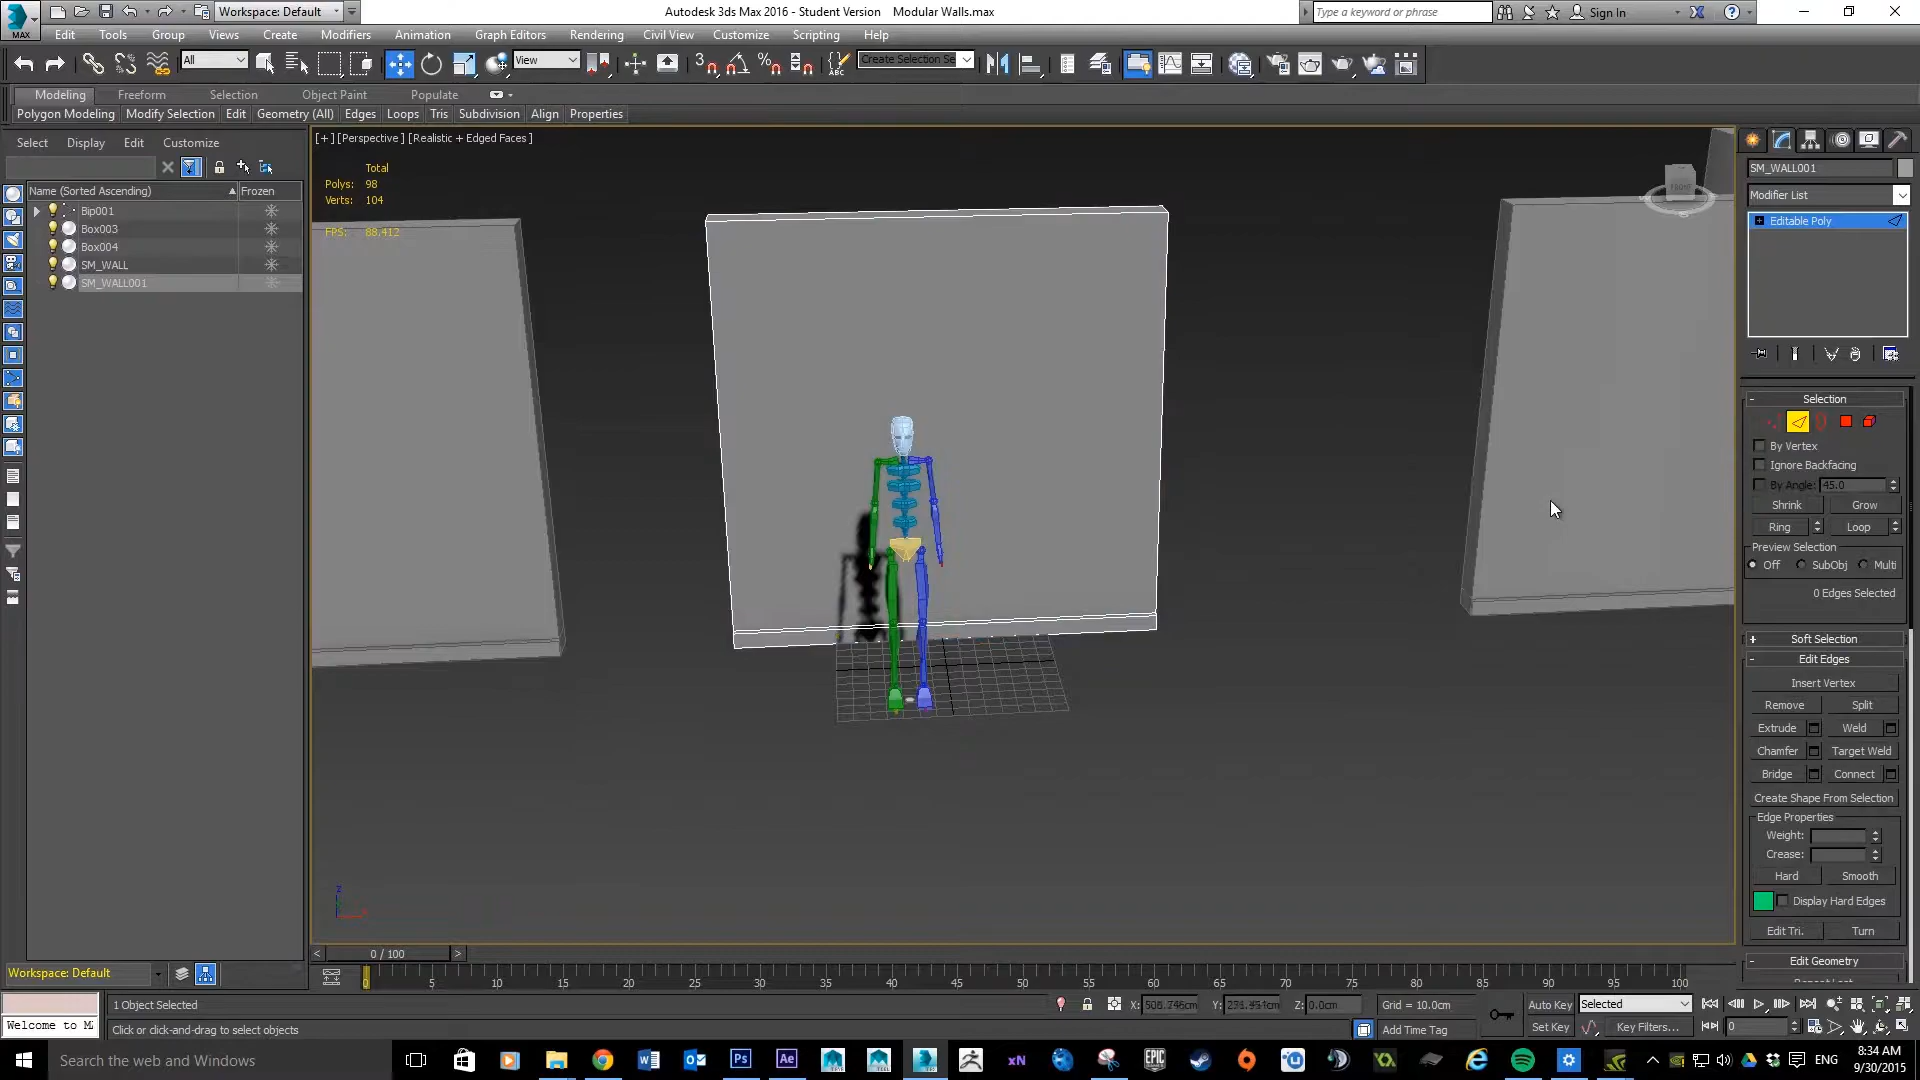 Workspace: Default
Autodesk 3ds Max 2016 - Student Version Modular Walls.max
Type a keyword or phrase
Sign In
MAX
Edit Tools Group Views Create Modifiers Animation Graph Editors Rendering Civil View Customize Scripting Help
All
View
3
ABC
Create Selection Se
Modeling Freeform Selection Object Paint Populate
Polygon Modeling Modify Selection Edit Geometry (All) Edges Loops Tris Subdivision Align Properties
Select Display Edit Customize
Name (Sorted Ascending) Frozen
Bip001
Box003
Box004
SM_WALL
SM_WALL001
[+] [Perspective] [Realistic + Edged Faces]
Total
Polys: 98
Verts: 104
FPS: 88,412
FRONT
SM_WALL001
Modifier List
Editable Poly
Selection
By Vertex
Ignore Backfacing
By Angle: 45.0
Shrink Grow
Ring Loop
Preview Selection
Off SubObj Multi
0 Edges Selected
Soft Selection
Edit Edges
Insert Vertex
Remove Split
Extrude Weld
Chamfer Target Weld
Bridge Connect
Create Shape From Selection
Edge Properties
Weight:
Crease:
Hard Smooth
Display Hard Edges
Edit Tri. Turn
Edit Geometry
0 / 100
Workspace: Default
0 5 10 15 20 25 30 35 40 45 50 55 60 65 70 75 80 85 90 95 100
1 Object Selected
X: Y: Z: 0.0cm
Grid = 10.0cm
Auto Key Selected
Welcome to M
Click or click-and-drag to select objects
Add Time Tag
Set Key Key Filters...
0
Search the web and Windows
ENG
8:34 AM
9/30/2015